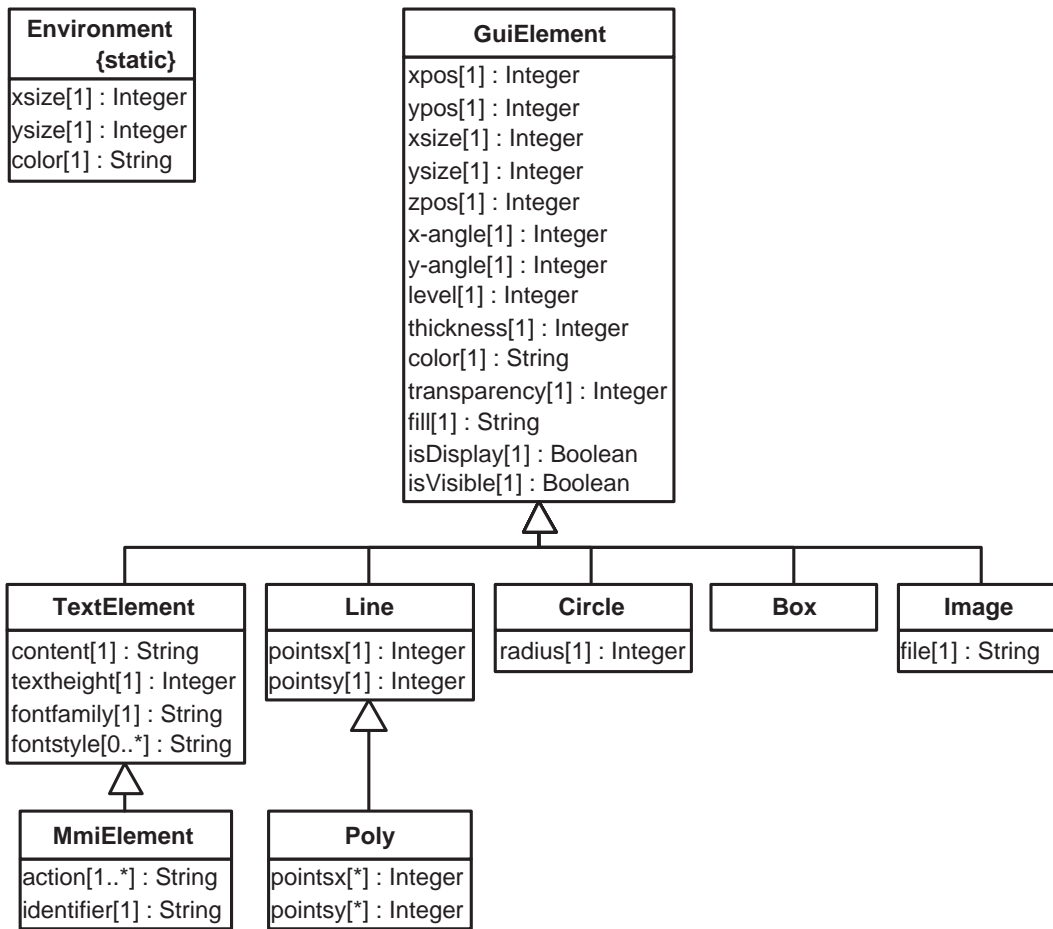 Environment
{static}
xsize[1] : Integer
ysize[1] : Integer
color[1] : String
GuiElement
xpos[1] : Integer
ypos[1] : Integer
xsize[1] : Integer
ysize[1] : Integer
zpos[1] : Integer
x-angle[1] : Integer
y-angle[1] : Integer
level[1] : Integer
thickness[1] : Integer
color[1] : String
transparency[1] : Integer
fill[1] : String
isDisplay[1] : Boolean
isVisible[1] : Boolean
TextElement
content[1] : String
textheight[1] : Integer
fontfamily[1] : String
fontstyle[0..*] : String
Line
pointsx[1] : Integer
pointsy[1] : Integer
Circle
radius[1] : Integer
Box
Image
file[1] : String
MmiElement
action[1..*] : String
identifier[1] : String
Poly
pointsx[*] : Integer
pointsy[*] : Integer